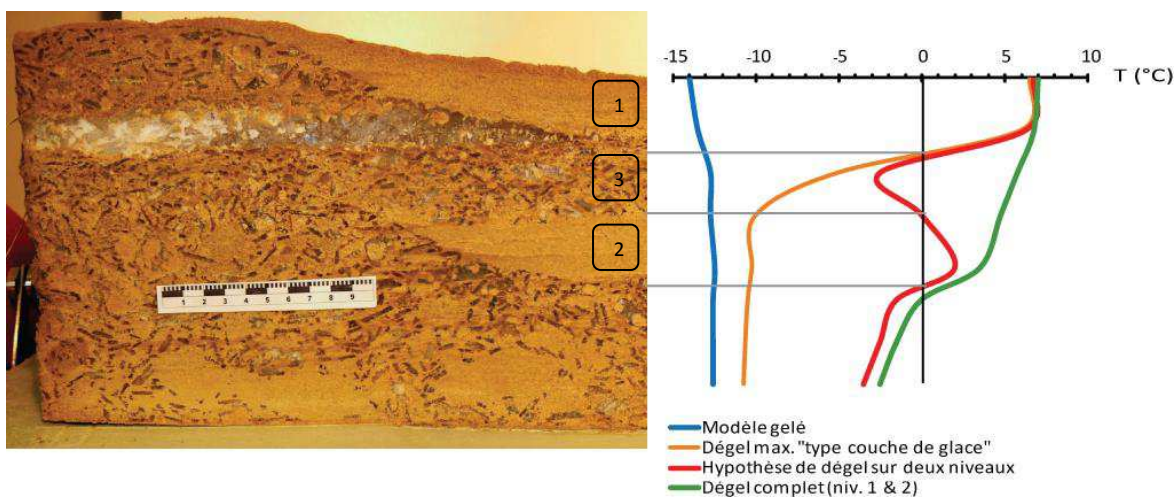 -15 -10 -5 0 5 10
T (°C)
1
3
2
1 2 3 4 5 6 7 8 9
Modèle gelé
Dégel max. "type couche de glace"
Hypothèse de dégel sur deux niveaux
Dégel complet (niv. 1 & 2)